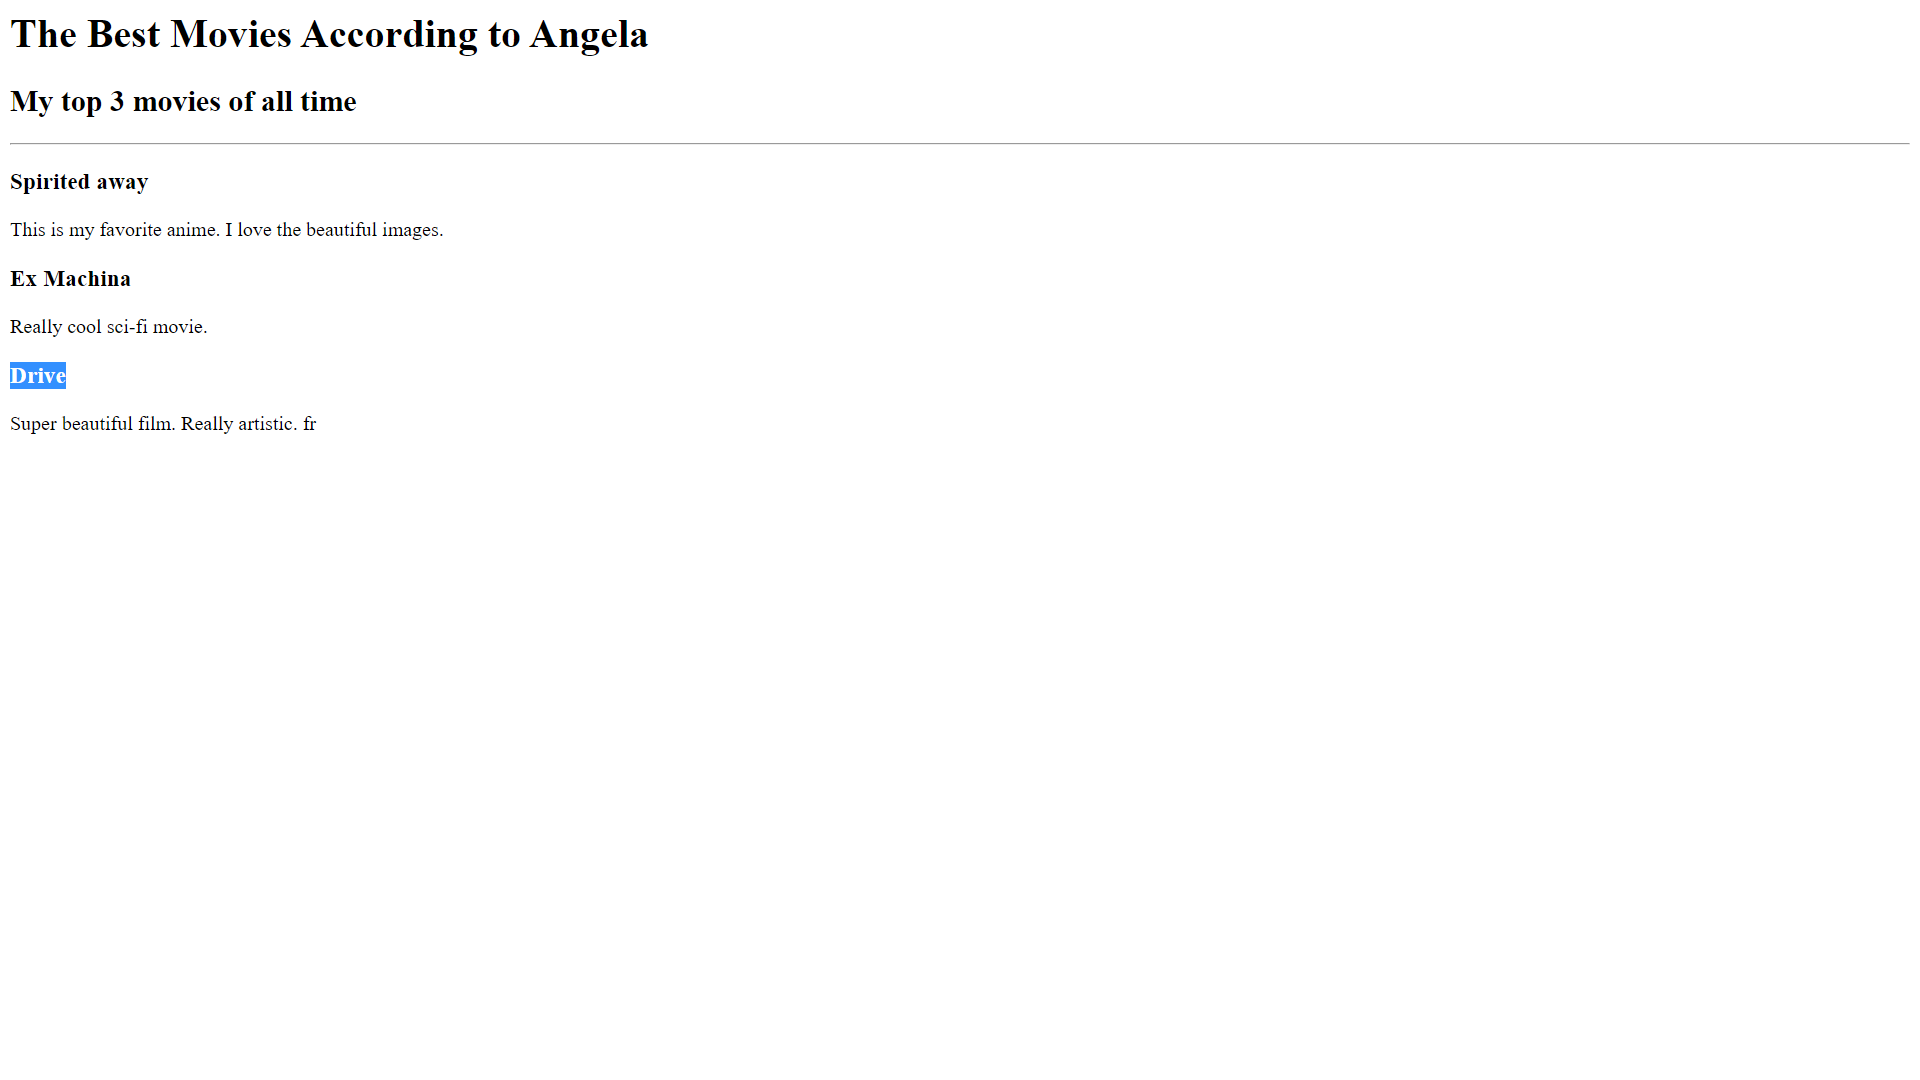 The Best Movies According to Angela
My top 3 movies of all time
Spirited away
This is my favorite anime. I love the beautiful images.
Ex Machina
Really cool sci-fi movie.
Drive
Super beautiful film. Really artistic. fr